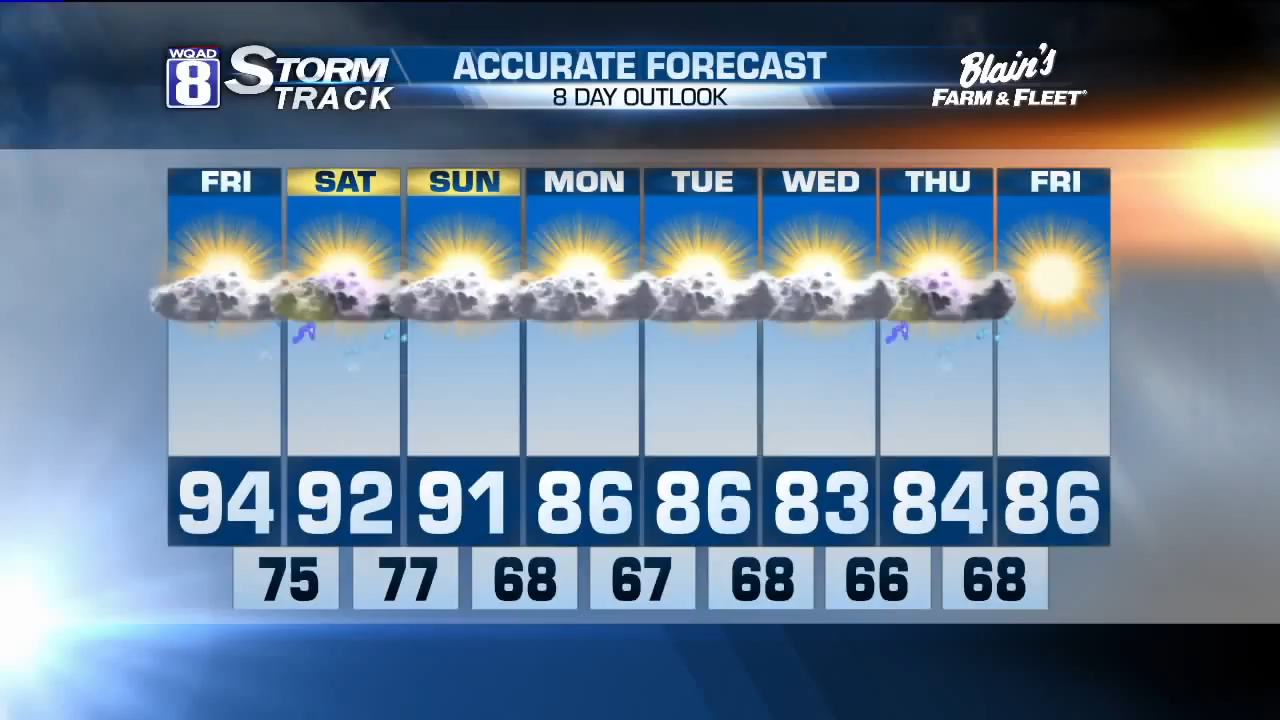 WQAD
8
STORM
TRACK
ACCURATE FORECAST
8 DAY OUTLOOK
Blain's
FARM & FLEET
FRI SAT SUN MON TUE WED THU FRI
94 92 91 86 86 83 84 86
75 77 68 67 68 66 68